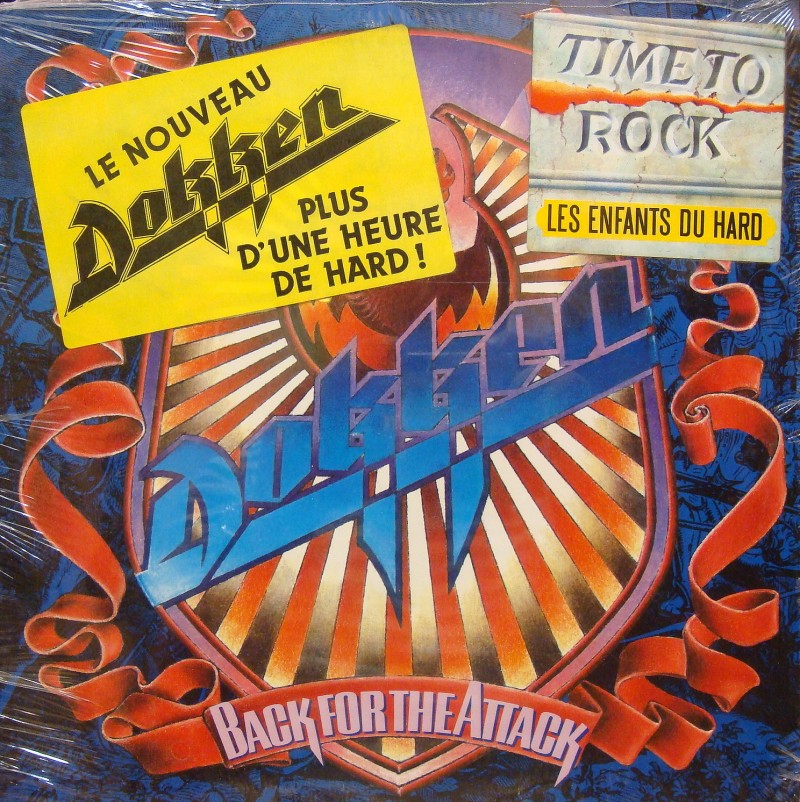 LE NOUVEAU
Dokken
PLUS
D'UNE HEURE
DE HARD!
TIME TO
ROCK
LES ENFANTS DU HARD
Dokken
BACK FOR THE ATTACK